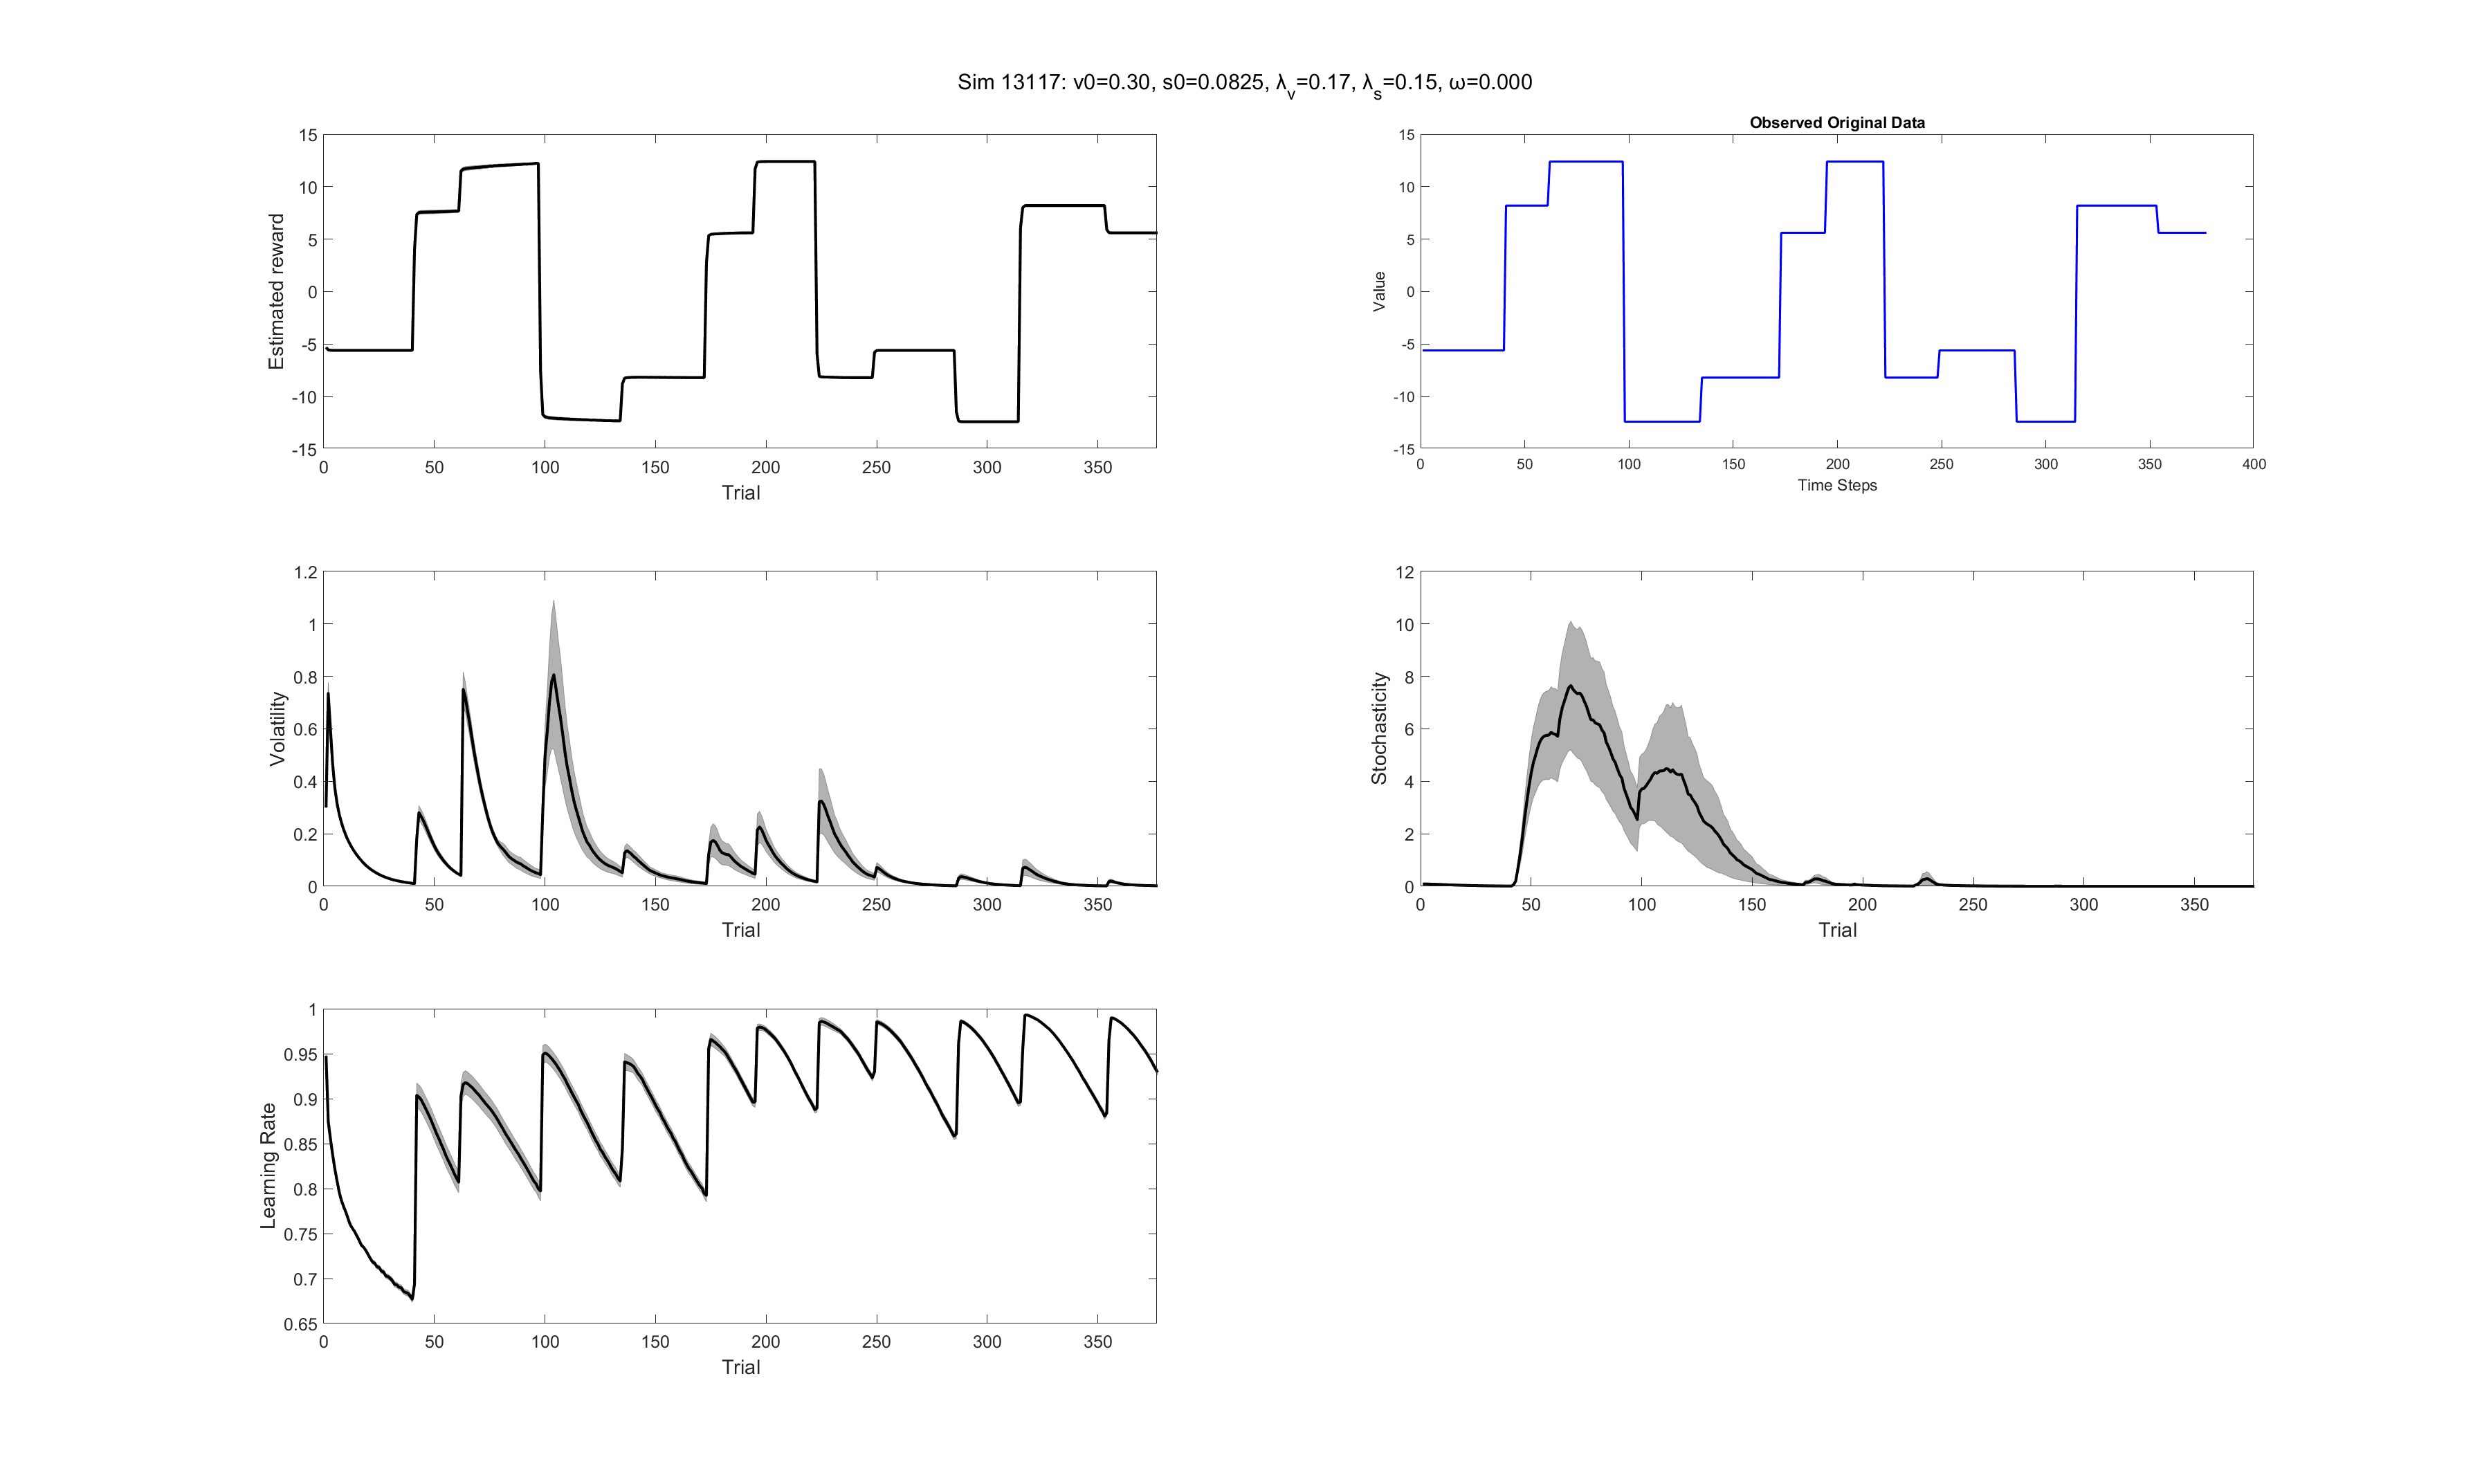 Sim 13117: v0=0.30, s0=0.0825, λv=0.17, λs=0.15, ω=0.000
15
10
5
0
-5
-10
-15
Estimated reward
0 50 100 150 200 250 300 350
Trial
Observed Original Data
15
10
5
0
-5
-10
-15
Value
0 50 100 150 200 250 300 350 400
Time Steps
1.2
1
0.8
0.6
0.4
0.2
0
Volatility
0 50 100 150 200 250 300 350
Trial
12
10
8
6
4
2
0
Stochasticity
0 50 100 150 200 250 300 350
Trial
1
0.95
0.9
0.85
0.8
0.75
0.7
0.65
Learning Rate
0 50 100 150 200 250 300 350
Trial